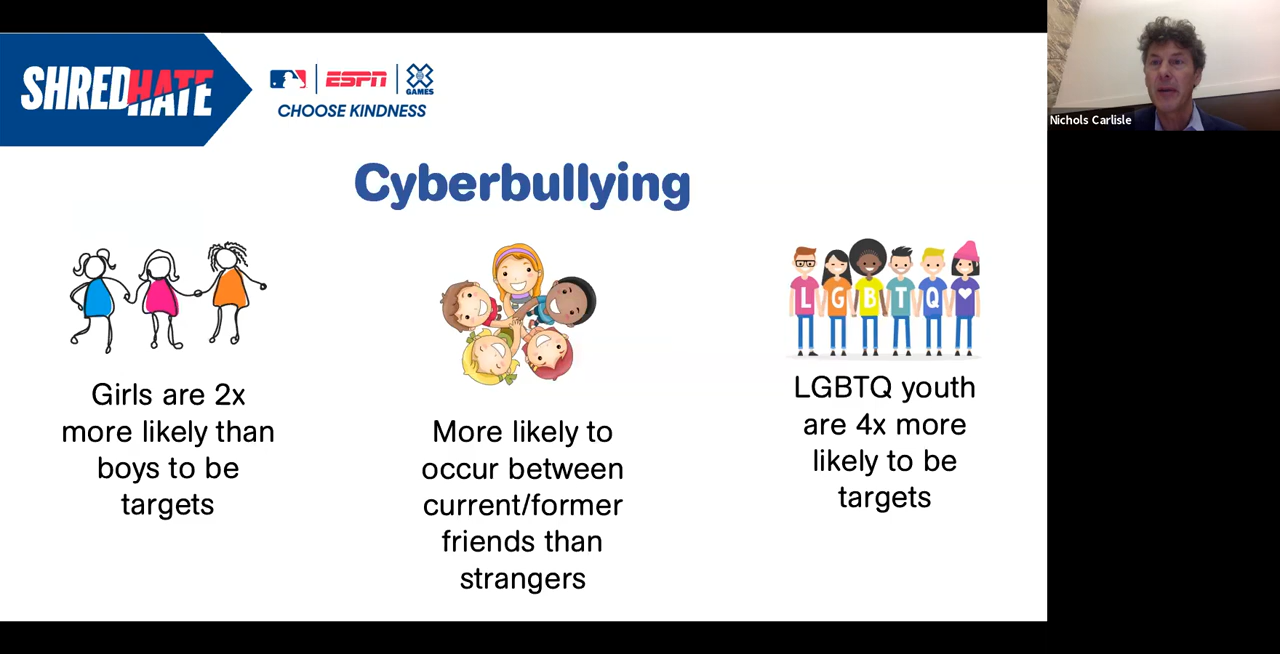 SHREDHATE
ESPN
GAMES
CHOOSE KINDNESS
Nichols Carlisle
Cyberbullying
Girls are 2x
more likely than
boys to be
targets
More likely to
occur between
current/former
friends than
strangers
LGBTQ
LGBTQ youth
are 4x more
likely to be
targets